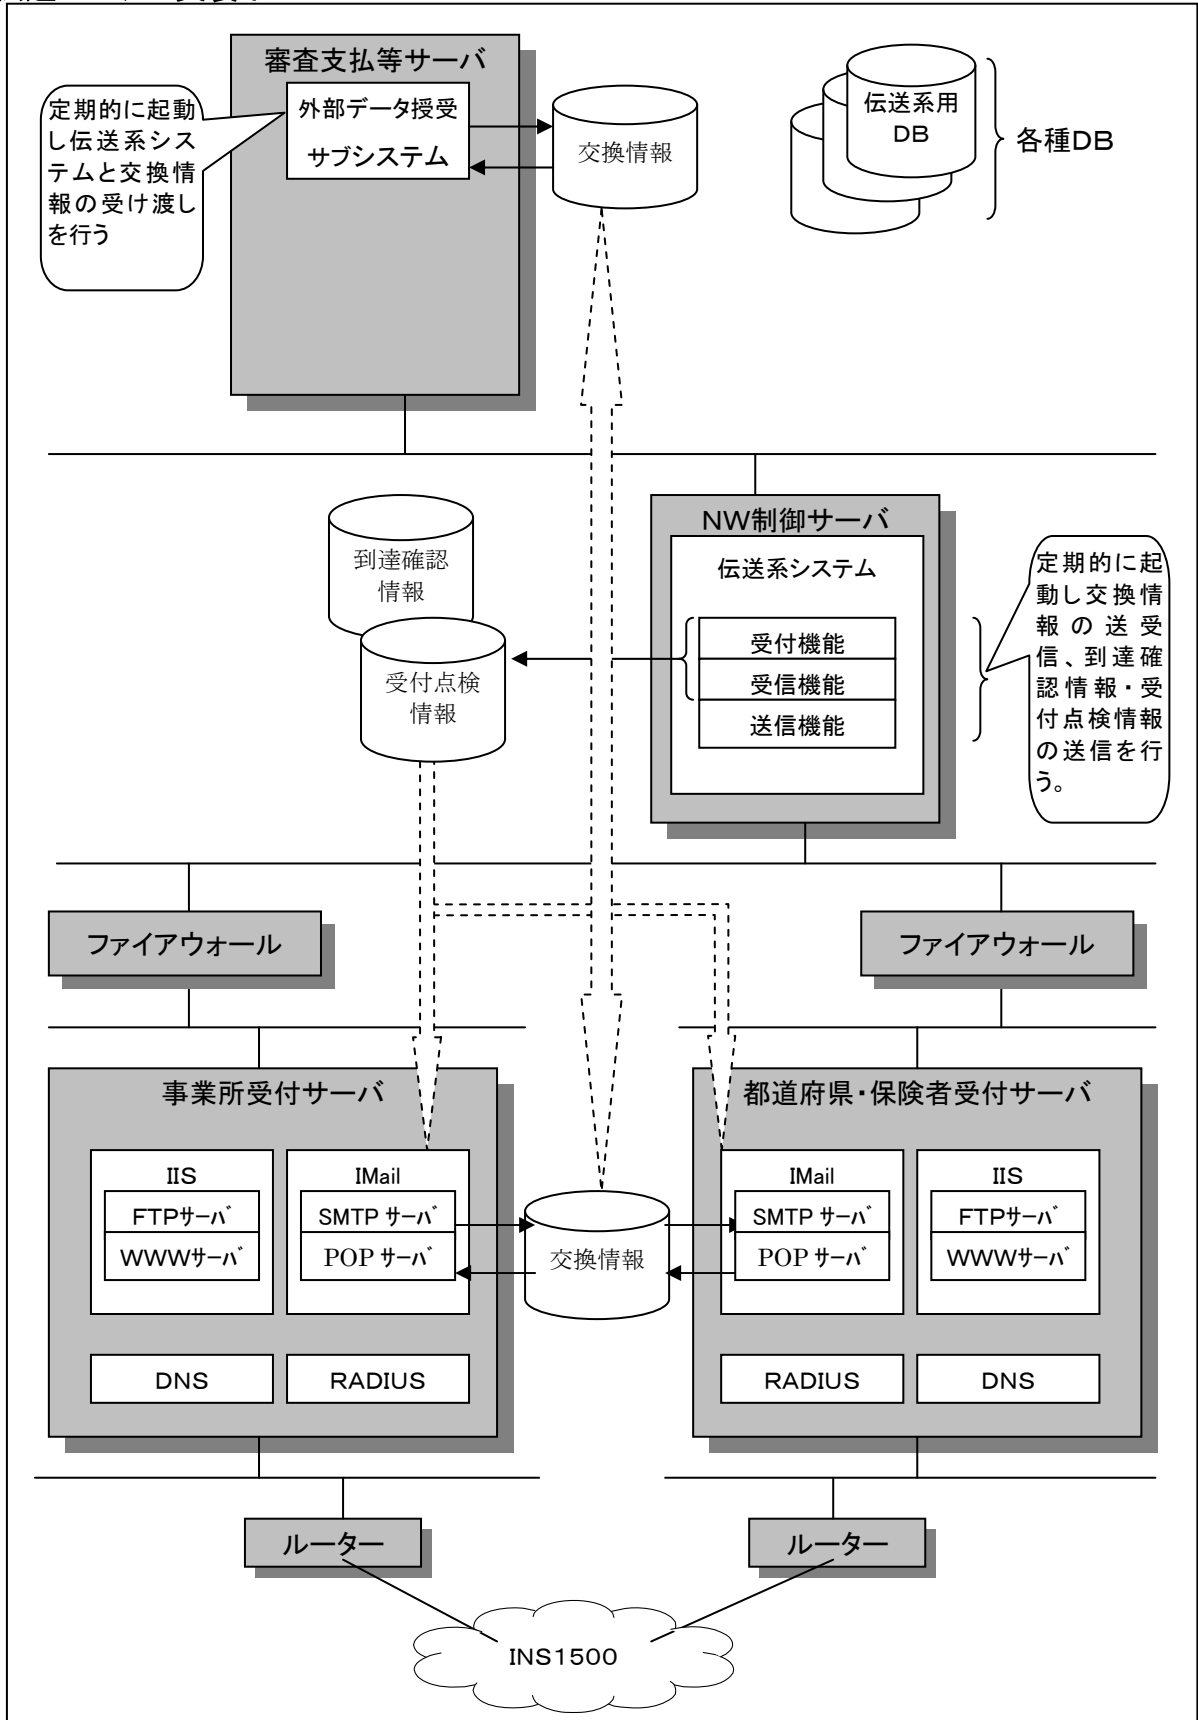 審査支払等サーバ
外部データ授受
サブシステム
定期的に起動
し伝送系シス
テムと交換情
報の受け渡し
を行う
交換情報
伝送系用
DB
各種DB
NW制御サーバ
伝送系システム
受付機能
受信機能
送信機能
到達確認
情報
受付点検
情報
定期的に起
動し交換情
報の送受
信、到達確
認情報・受
付点検情報
の送信を行
う。
ファイアウォール
ファイアウォール
事業所受付サーバ
IIS
FTPサーバ
WWWサーバ
IMail
SMTP サーバ
POP サーバ
DNS
RADIUS
交換情報
都道府県・保険者受付サーバ
IMail
SMTP サーバ
POP サーバ
IIS
FTPサーバ
WWWサーバ
RADIUS
DNS
ルーター
ルーター
INS1500